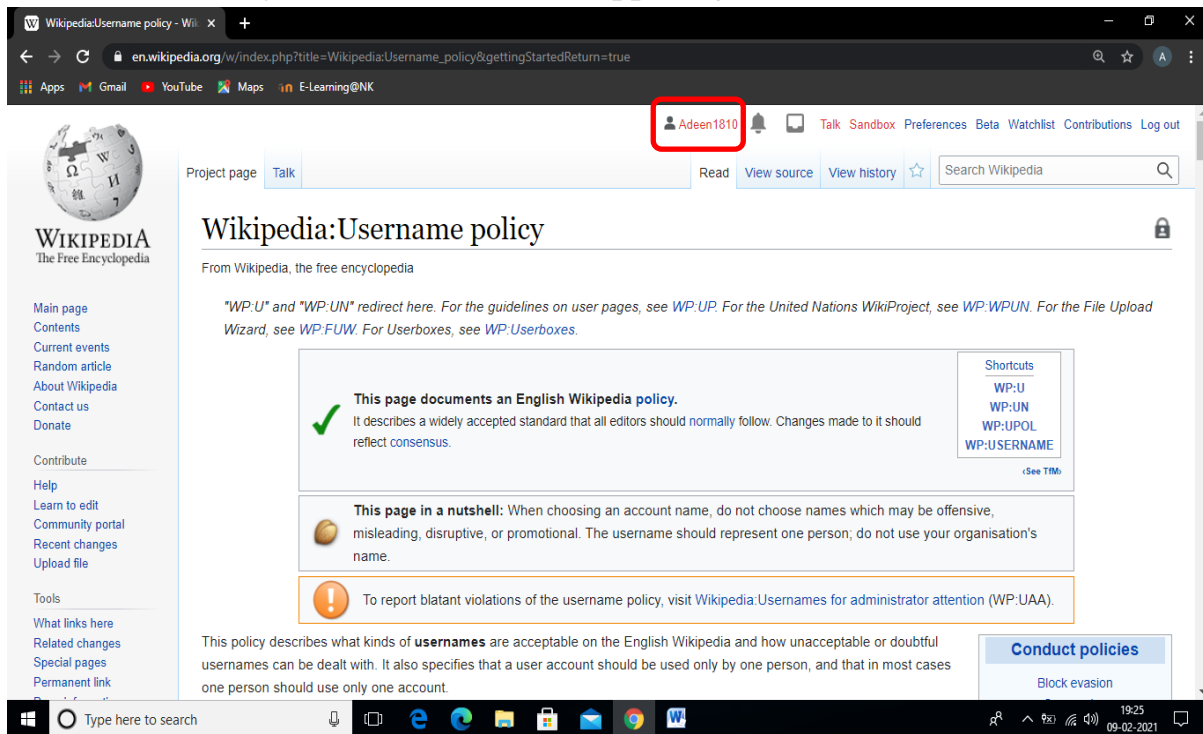 Wikipedia:Username policy - Wik
en.wikipedia.org/w/index.php?title=Wikipedia:Username_policy&gettingStartedReturn=true
A
Apps Gmail YouTube Maps E-Learning@NK
Adeen1810 Talk Sandbox Preferences Beta Watchlist Contributions Log out
Project page Talk Read View source View history Search Wikipedia
WIKIPEDIA
The Free Encyclopedia
Main page
Contents
Current events
Random article
About Wikipedia
Contact us
Donate
Contribute
Help
Learn to edit
Community portal
Recent changes
Upload file
Tools
What links here
Related changes
Special pages
Permanent link
Wikipedia:Username policy
From Wikipedia, the free encyclopedia
"WP:U" and "WP:UN" redirect here. For the guidelines on user pages, see WP:UP. For the United Nations WikiProject, see WP:WPUN. For the File Upload
Wizard, see WP:FUW. For Userboxes, see WP:Userboxes.
This page documents an English Wikipedia policy.
It describes a widely accepted standard that all editors should normally follow. Changes made to it should
reflect consensus.
Shortcuts
WP:U
WP:UN
WP:UPOL
WP:USERNAME
‹See TfM›
This page in a nutshell: When choosing an account name, do not choose names which may be offensive,
misleading, disruptive, or promotional. The username should represent one person; do not use your organisation's
name.
To report blatant violations of the username policy, visit Wikipedia:Usernames for administrator attention (WP:UAA).
This policy describes what kinds of usernames are acceptable on the English Wikipedia and how unacceptable or doubtful
usernames can be dealt with. It also specifies that a user account should be used only by one person, and that in most cases
one person should use only one account.
Conduct policies
Block evasion
Type here to search
19:25
09-02-2021